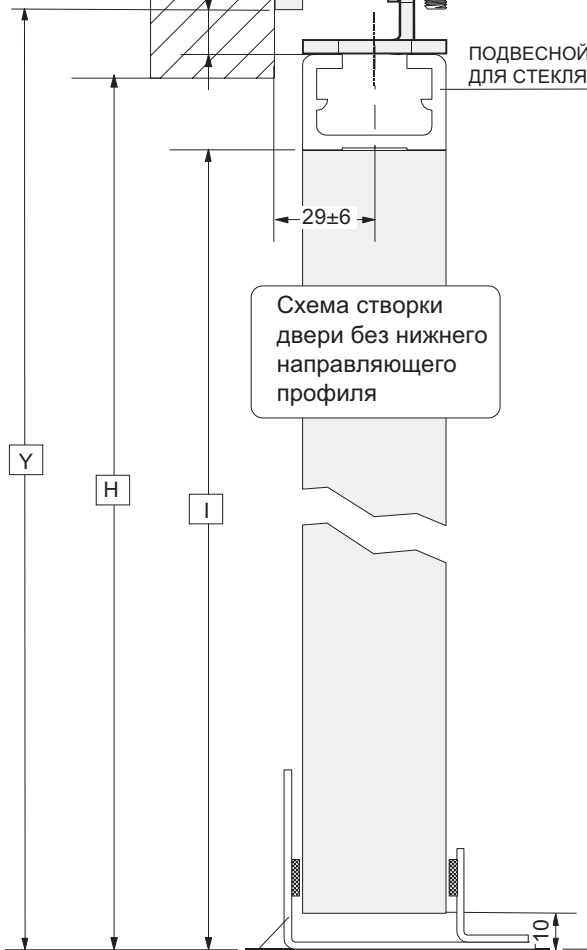 ПОДВЕСНОЙ
ДЛЯ СТЕКЛЯ
29±6
Схема створки
двери без нижнего
направляющего
профиля
Y
H
I
10